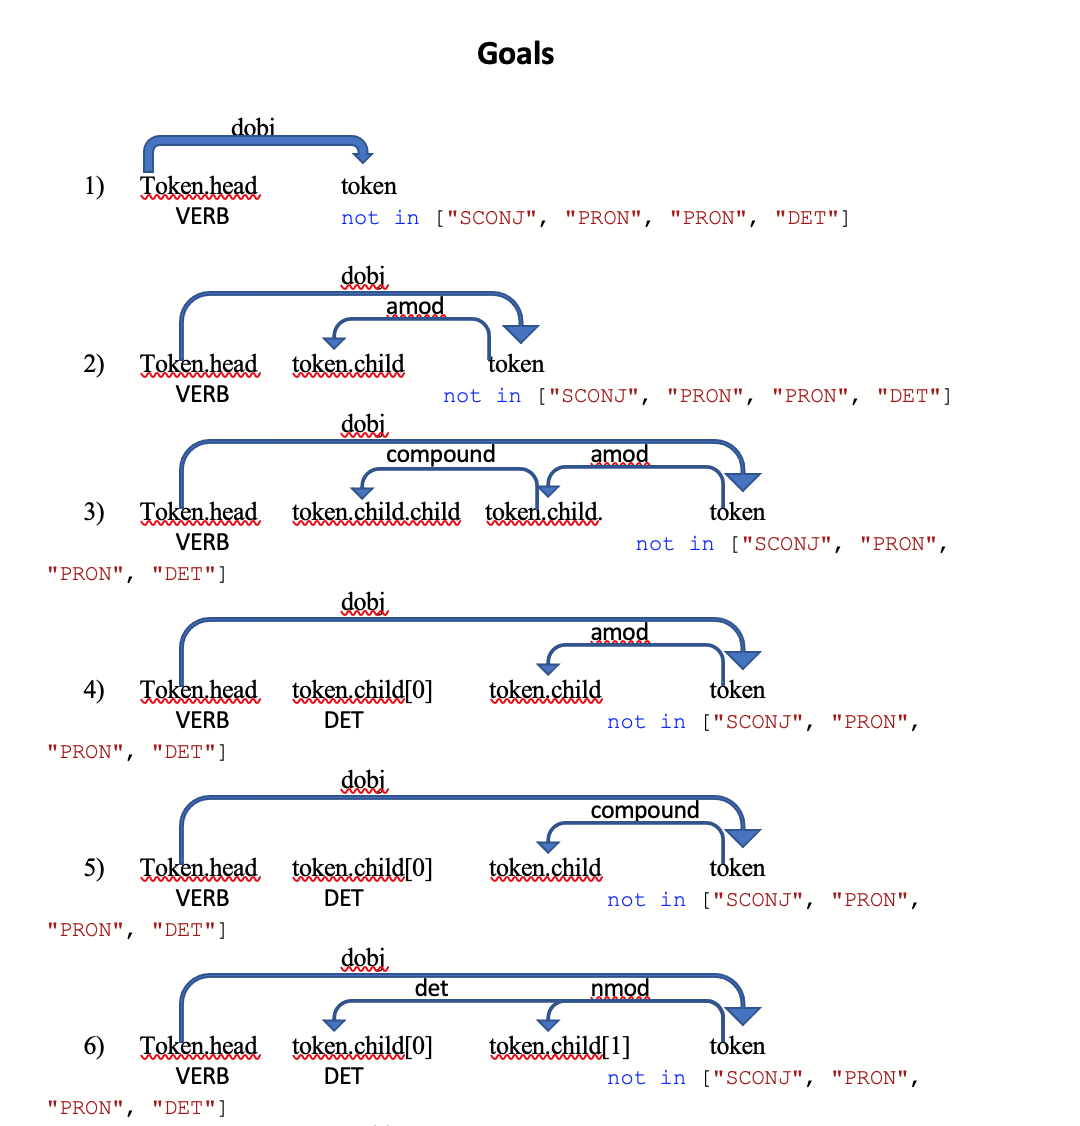 Goals
dobj
1) Token.head token
VERB not in ["SCONJ", "PRON", "PRON", "DET"]
dobj
amod
2) Token.head token.child token
VERB not in ["SCONJ", "PRON", "PRON", "DET"]
dobj
compound amod
3) Token.head token.child.child token.child. token
VERB not in ["SCONJ", "PRON",
"PRON", "DET"]
dobj
amod
4) Token.head token.child[0] token.child token
VERB DET not in ["SCONJ", "PRON",
"PRON", "DET"]
dobj
compound
5) Token.head token.child[0] token.child token
VERB DET not in ["SCONJ", "PRON",
"PRON", "DET"]
dobj
det nmod
6) Token.head token.child[0] token.child[1] token
VERB DET not in ["SCONJ", "PRON",
"PRON", "DET"]